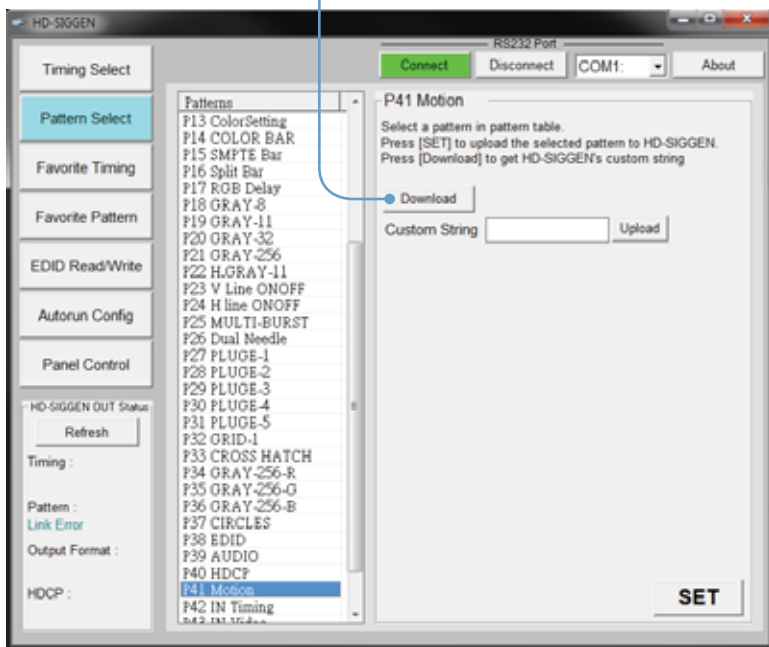 HD-SIGGEN
RS232 Port
Connect
Disconnect
COM1:
About
Timing Select
Pattern Select
Favorite Timing
Favorite Pattern
EDID Read/Write
Autorun Config
Panel Control
HD-SIGGEN OUT Status
Refresh
Timing :
Pattern :
Link Error
Output Format :
HDCP :
Patterns
P13 ColorSetting
P14 COLOR BAR
P15 SMPTE Bar
P16 Split Bar
P17 RGB Delay
P18 GRAY-8
P19 GRAY-11
P20 GRAY-32
P21 GRAY-256
P22 H.GRAY-11
P23 V Line ONOFF
P24 H line ONOFF
P25 MULTI-BURST
P26 Dual Needle
P27 PLUGE-1
P28 PLUGE-2
P29 PLUGE-3
P30 PLUGE-4
P31 PLUGE-5
P32 GRID-1
P33 CROSS HATCH
P34 GRAY-256-R
P35 GRAY-256-G
P36 GRAY-256-B
P37 CIRCLES
P38 EDID
P39 AUDIO
P40 HDCP
P41 Motion
P42 IN Timing
P43 IN Video
P41 Motion
Select a pattern in pattern table.
Press [SET] to upload the selected pattern to HD-SIGGEN.
Press [Download] to get HD-SIGGEN's custom string
Download
Custom String
Upload
SET